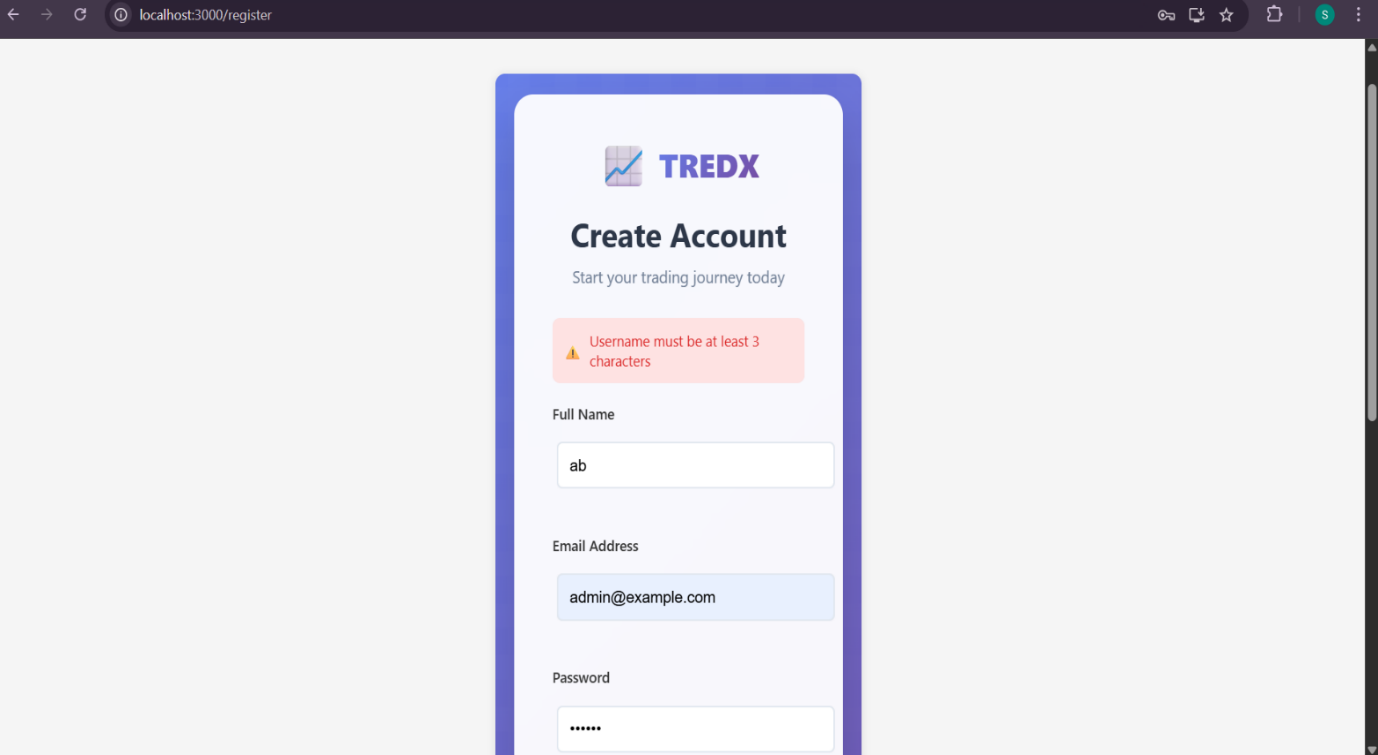 localhost:3000/register
S
TREDX
Create Account
Start your trading journey today
Username must be at least 3
characters
Full Name
ab
Email Address
admin@example.com
Password
••••••